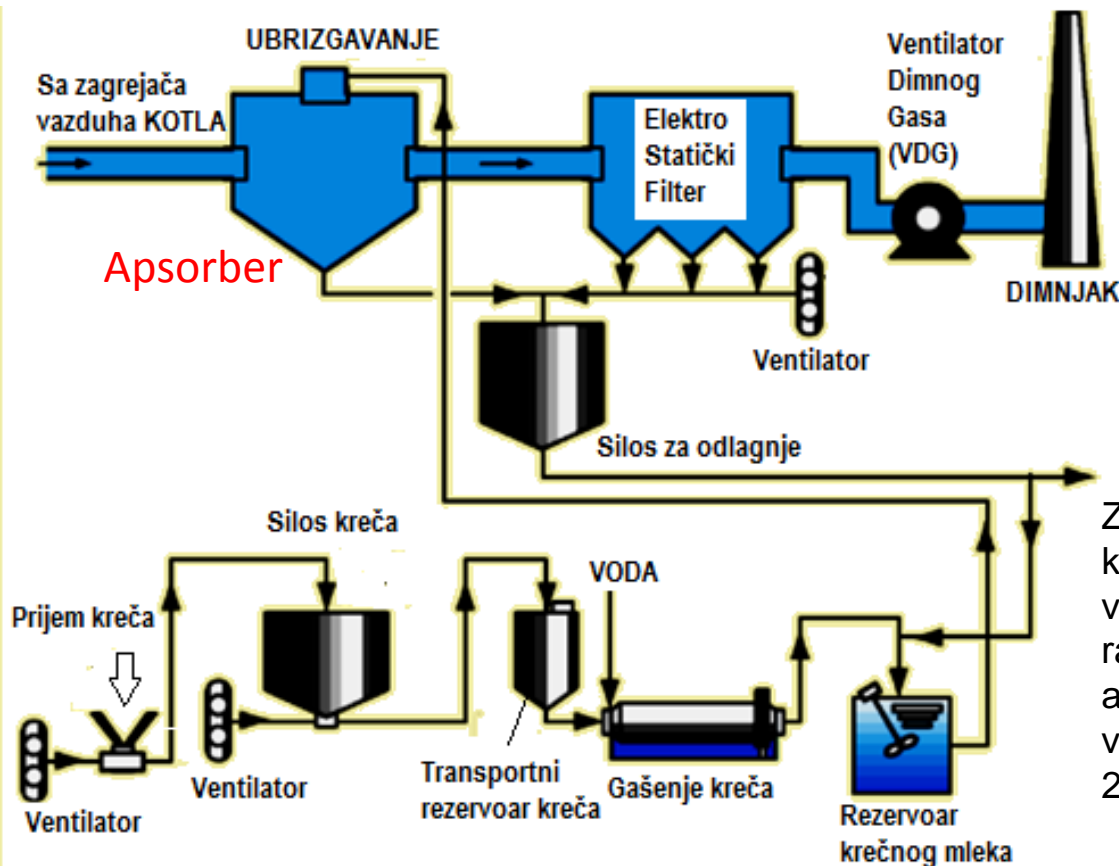 UBRIZGAVANJE
Sa zagrejača
vazduha KOTLA
Elektro
Statički
Filter
Ventilator
Dimnog
Gasa
(VDG)
Apsorber
DIMNJAK
Ventilator
Silos za odlagnje
Silos kreča
VODA
Prijem kreča
Ventilator
Ventilator
Transportni
rezervoar kreča
Gašenje kreča
Rezervoar
krečnog mleka